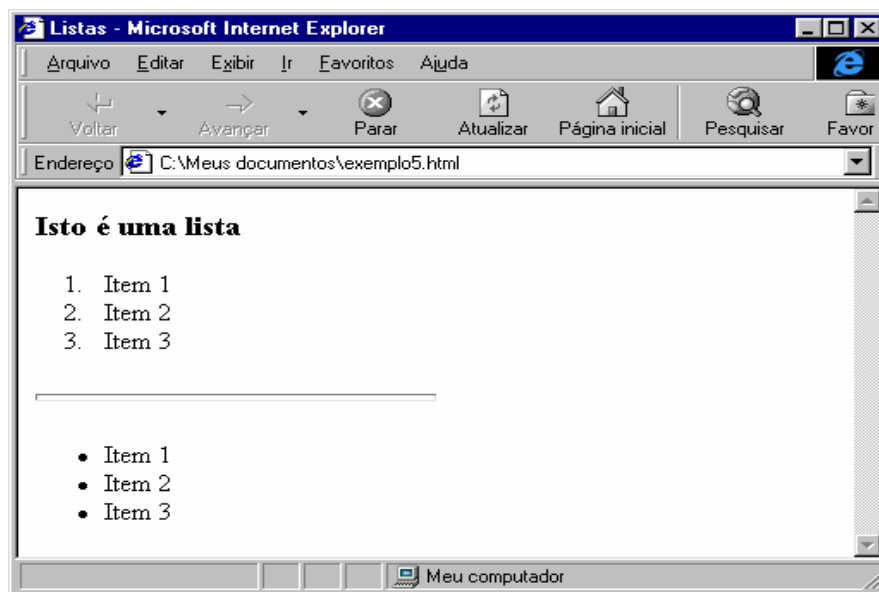 Listas - Microsoft Internet Explorer
Arquivo Editar Exibir Ir Favoritos Ajuda
Voltar Avançar Parar Atualizar Página inicial Pesquisar Favor
Endereço C:\Meus documentos\exemplo5.html
Isto é uma lista
1. Item 1
2. Item 2
3. Item 3
• Item 1
• Item 2
• Item 3
Meu computador